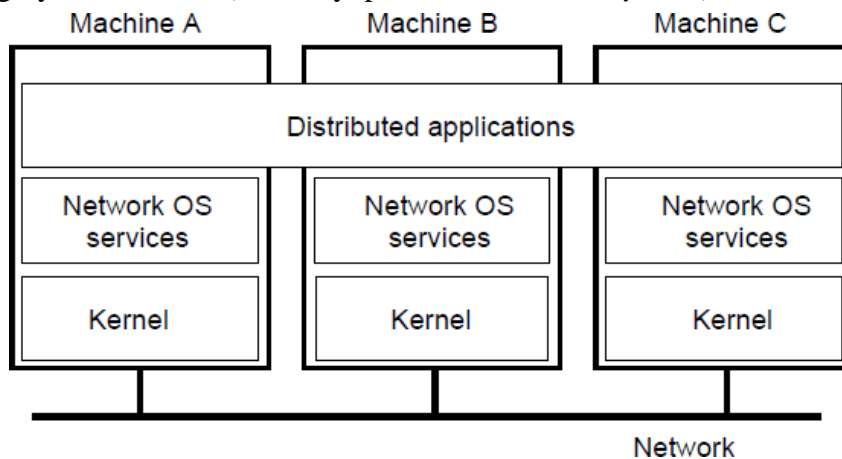 Machine A Machine B Machine C
Distributed applications
Network OS services Network OS services Network OS services
Kernel Kernel Kernel
Network